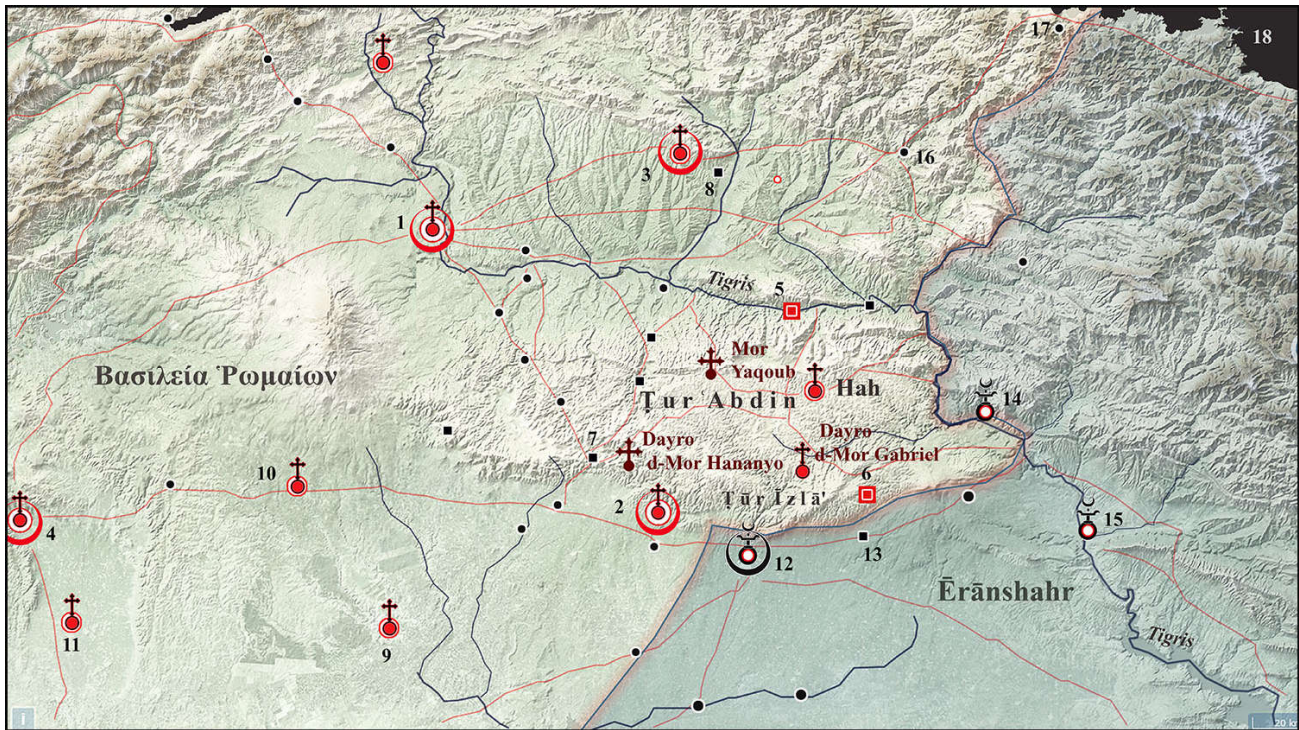 17
18
3
8
16
1
Tigris
5
Mor
Yaqoub
Βασιλεία Ῥωμαίων
Hah
Ṭur Abdin
14
7
Dayro
d-Mor Hananyo
Dayro
d-Mor Gabriel
10
6
Ṭūr Īzlā'
2
4
15
12
13
Ērānshahr
11
9
Tigris
i
20 k